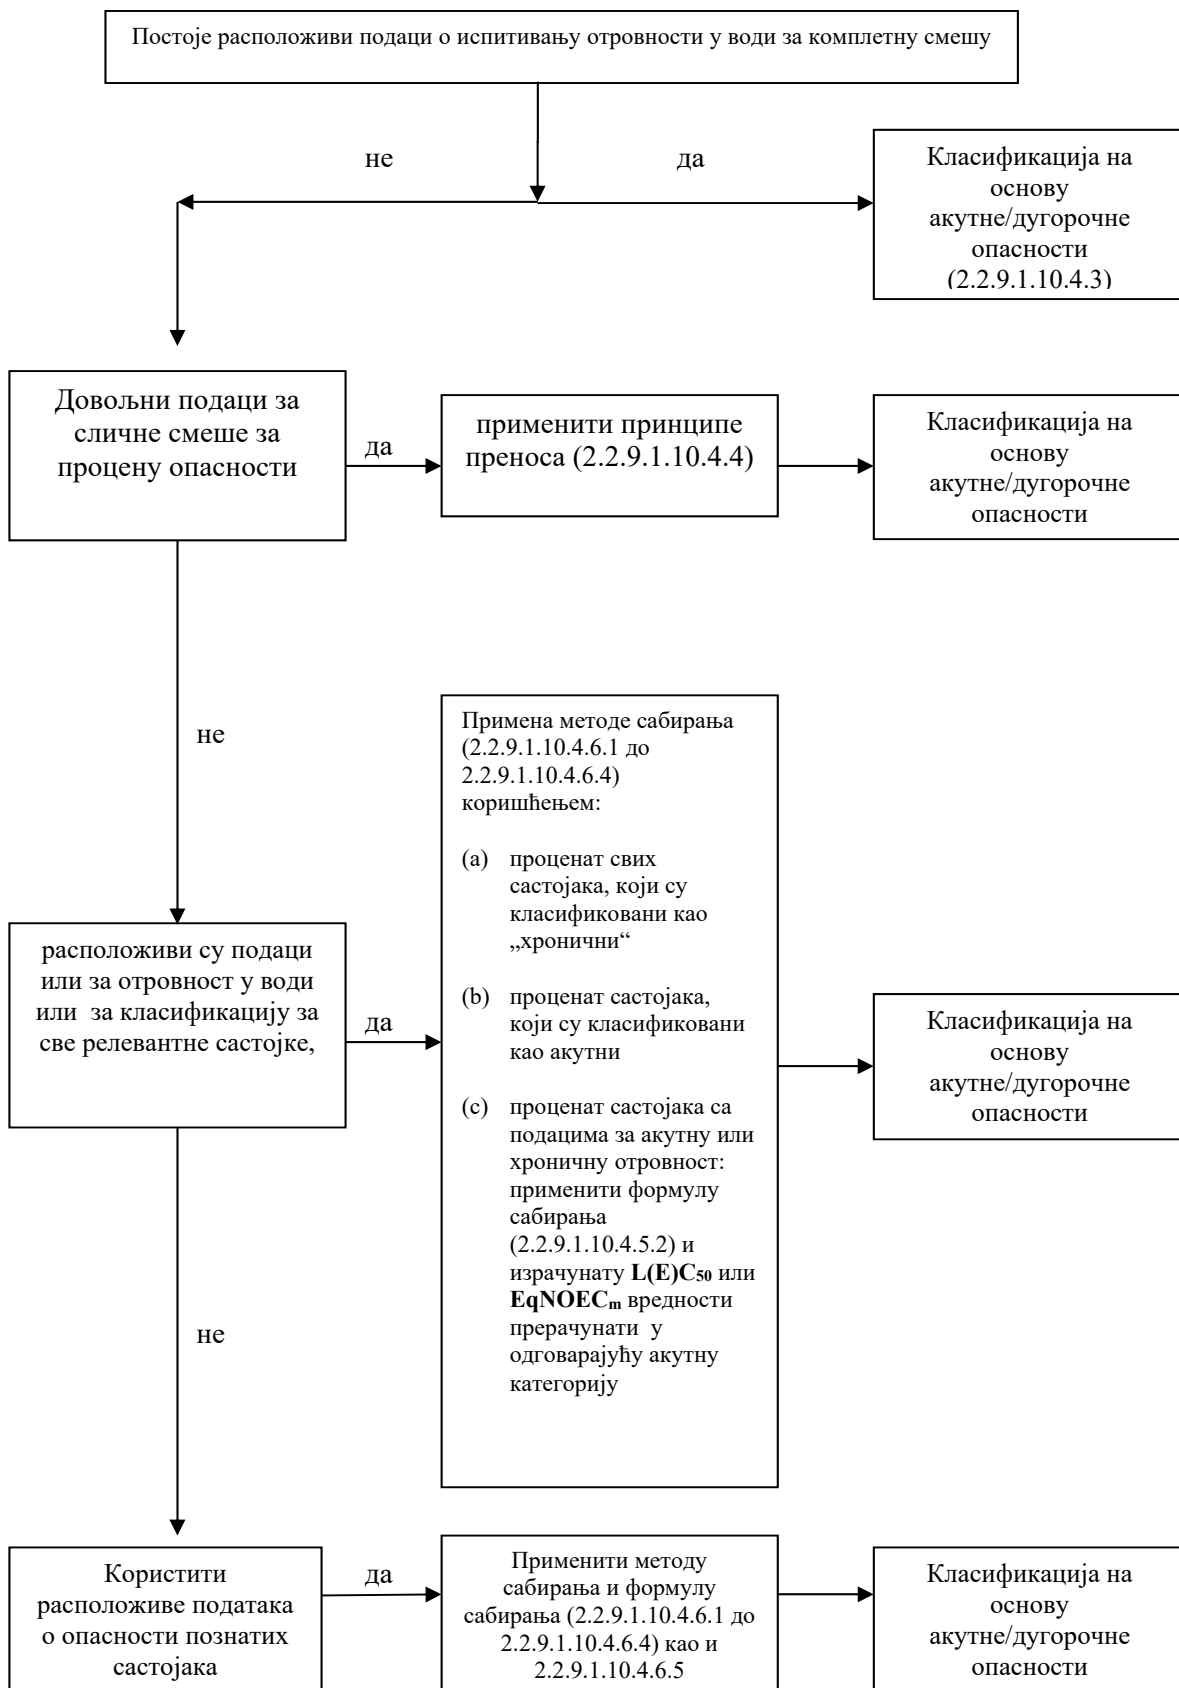 Постоје расположиви подаци о испитивању отровности у води за комплетну смешу
не
да
Класификација на
основу
акутне/дугорочне
опасности
(2.2.9.1.10.4.3)
Довољни подаци за
сличне смеше за
процену опасности
да
применити принципе
преноса (2.2.9.1.10.4.4)
Класификација на
основу
акутне/дугорочне
опасности
не
Примена методе сабирања
(2.2.9.1.10.4.6.1 до
2.2.9.1.10.4.6.4)
коришћењем:
(a) проценат свих
састојака, који су
класификовани као
„хронични“
(b) проценат састојака,
који су класификовани
као акутни
(c) проценат састојака са
подацима за акутну или
хроничну отровност:
применити формулу
сабирања
(2.2.9.1.10.4.5.2) и
израчунату L(E)C₅₀ или
EqNOECₘ вредности
прерачунати у
одговарајућу акутну
категорију
расположиви су подаци
или за отровност у води
или за класификацију за
све релевантне састојке,
да
Класификација на
основу
акутне/дугорочне
опасности
не
Користити
расположиве података
о опасности познатих
састојака
да
Применити методу
сабирања и формулу
сабирања (2.2.9.1.10.4.6.1 до
2.2.9.1.10.4.6.4) као и
2.2.9.1.10.4.6.5
Класификација на
основу
акутне/дугорочне
опасности